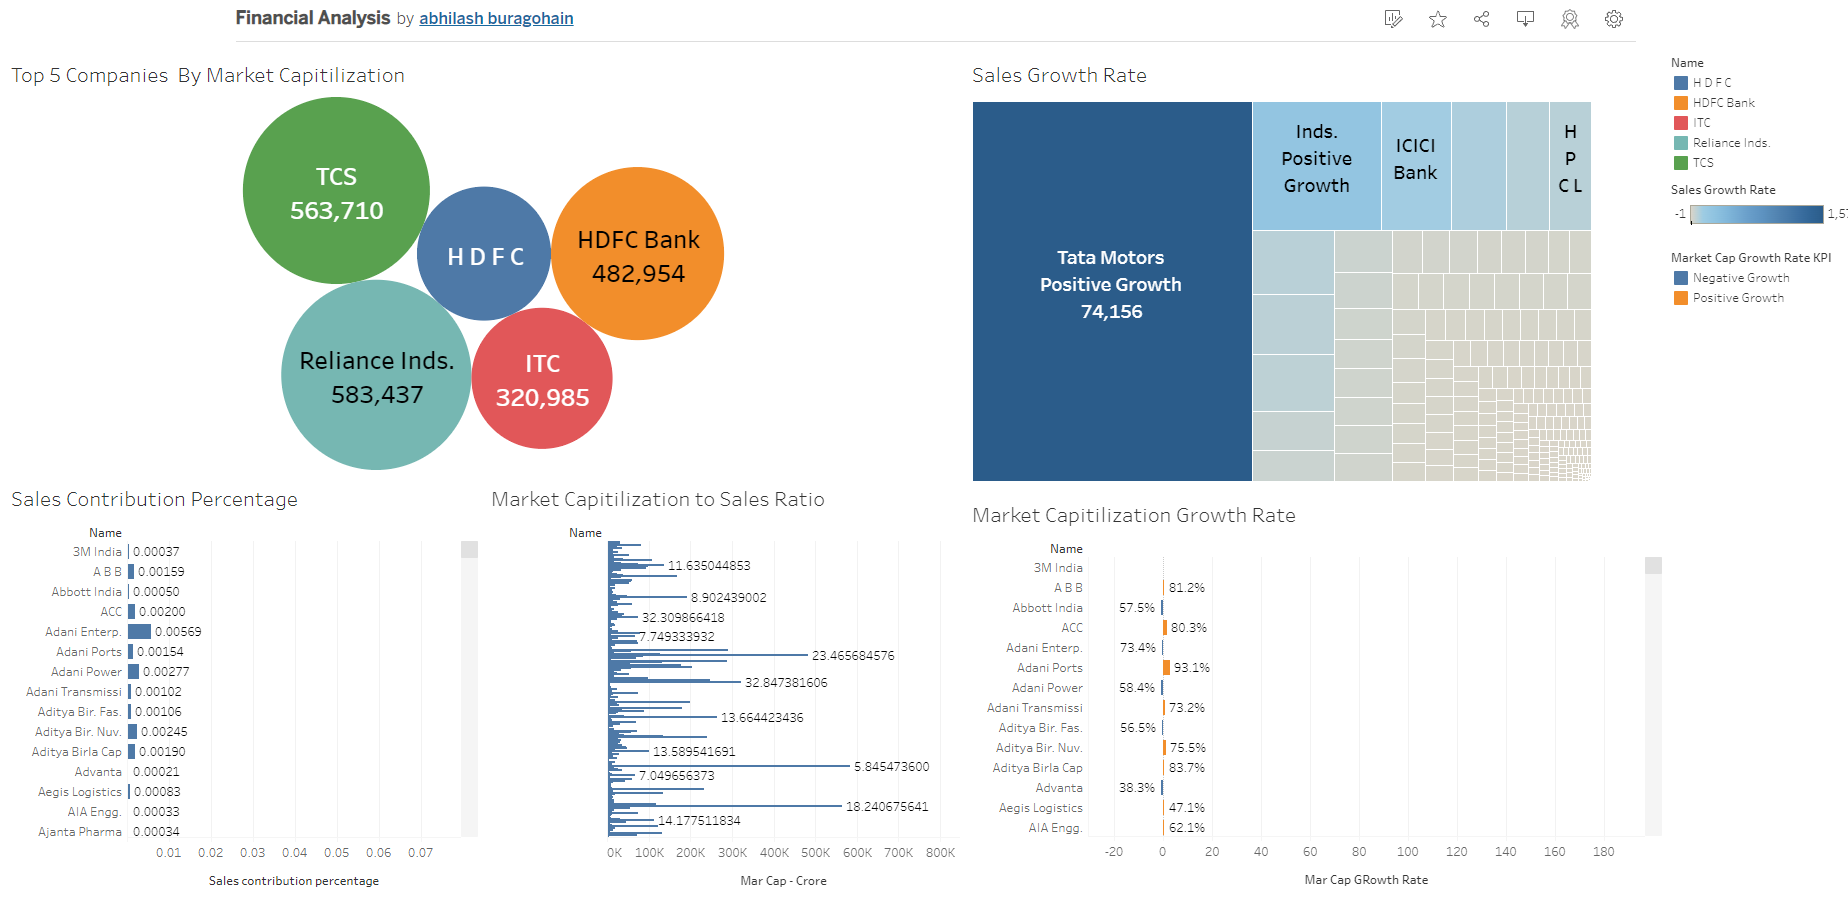 Financial Analysis by abhilash buragohain
Top 5 Companies By Market Capitilization
TCS
563,710
H D F C
HDFC Bank
482,954
Reliance Inds.
583,437
ITC
320,985
Sales Growth Rate
Tata Motors
Positive Growth
74,156
Inds.
Positive
Growth
ICICI
Bank
H
P
C L
Name
H D F C
HDFC Bank
ITC
Reliance Inds.
TCS
Sales Growth Rate
-1
Market Cap Growth Rate KPI
Negative Growth
Positive Growth
Sales Contribution Percentage
Name
3M India 0.00037
A B B 0.00159
Abbott India 0.00050
ACC 0.00200
Adani Enterp. 0.00569
Adani Ports 0.00154
Adani Power 0.00277
Adani Transmissi 0.00102
Aditya Bir. Fas. 0.00106
Aditya Bir. Nuv. 0.00245
Aditya Birla Cap 0.00190
Advanta 0.00021
Aegis Logistics 0.00083
AIA Engg. 0.00033
Ajanta Pharma 0.00034
0.01 0.02 0.03 0.04 0.05 0.06 0.07
Sales contribution percentage
Market Capitilization to Sales Ratio
Name
11.635044853
8.902439002
32.309866418
7.749333932
23.465684576
32.847381606
13.664423436
13.589541691
5.845473600
7.049656373
18.240675641
14.177511834
0K 100K 200K 300K 400K 500K 600K 700K 800K
Mar Cap - Crore
Market Capitilization Growth Rate
Name
3M India
A B B 81.2%
Abbott India 57.5%
ACC 80.3%
Adani Enterp. 73.4%
Adani Ports 93.1%
Adani Power 58.4%
Adani Transmissi 73.2%
Aditya Bir. Fas. 56.5%
Aditya Bir. Nuv. 75.5%
Aditya Birla Cap 83.7%
Advanta 38.3%
Aegis Logistics 47.1%
AIA Engg. 62.1%
-20 0 20 40 60 80 100 120 140 160 180
Mar Cap GRowth Rate